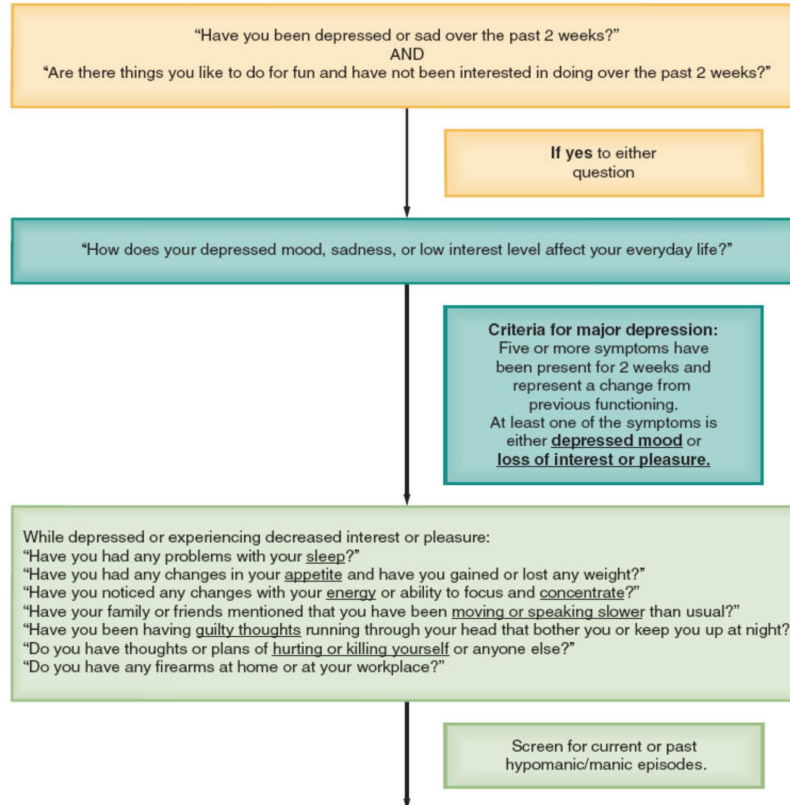 “Have you been depressed or sad over the past 2 weeks?”
AND
“Are there things you like to do for fun and have not been interested in doing over the past 2 weeks?”
If yes to either
question
“How does your depressed mood, sadness, or low interest level affect your everyday life?”
Criteria for major depression:
Five or more symptoms have
been present for 2 weeks and
represent a change from
previous functioning.
At least one of the symptoms is
either depressed mood or
loss of interest or pleasure.
While depressed or experiencing decreased interest or pleasure:
“Have you had any problems with your sleep?”
“Have you had any changes in your appetite and have you gained or lost any weight?”
“Have you noticed any changes with your energy or ability to focus and concentrate?”
“Have your family or friends mentioned that you have been moving or speaking slower than usual?”
“Have you been having guilty thoughts running through your head that bother you or keep you up at night?
“Do you have thoughts or plans of hurting or killing yourself or anyone else?”
“Do you have any firearms at home or at your workplace?”
Screen for current or past
hypomanic/manic episodes.